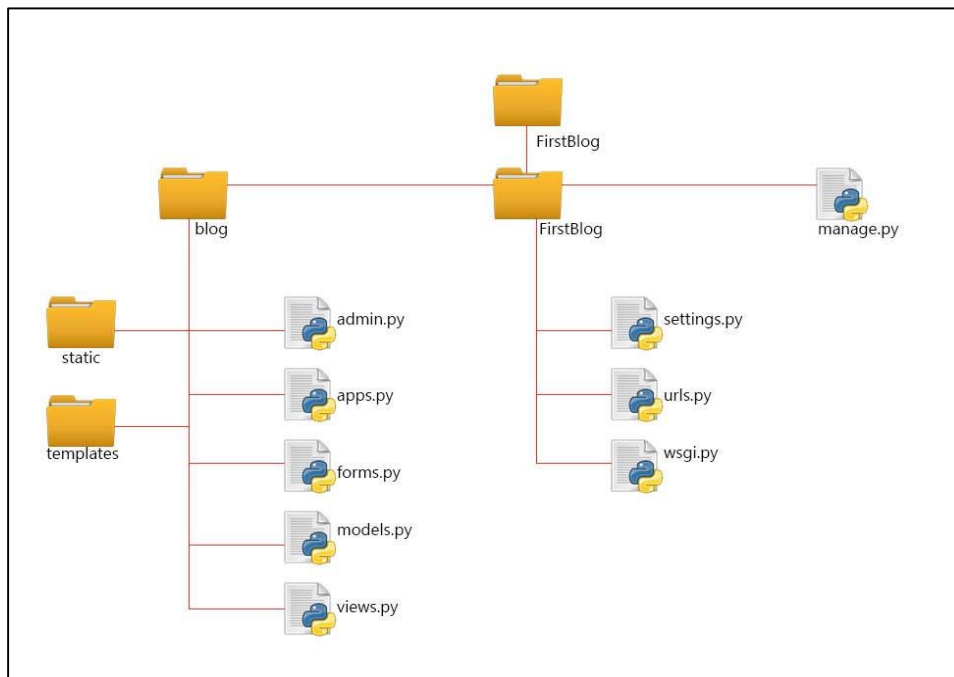 FirstBlog
blog
FirstBlog
manage.py
static
admin.py
settings.py
templates
apps.py
urls.py
forms.py
wsgi.py
models.py
views.py